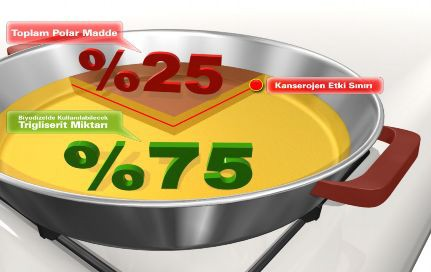 Toplam Polar Madde
%25
Kanserojen Etki Sınırı
Biyodizelde Kullanılabilecek
Trigliserit Miktarı
%75